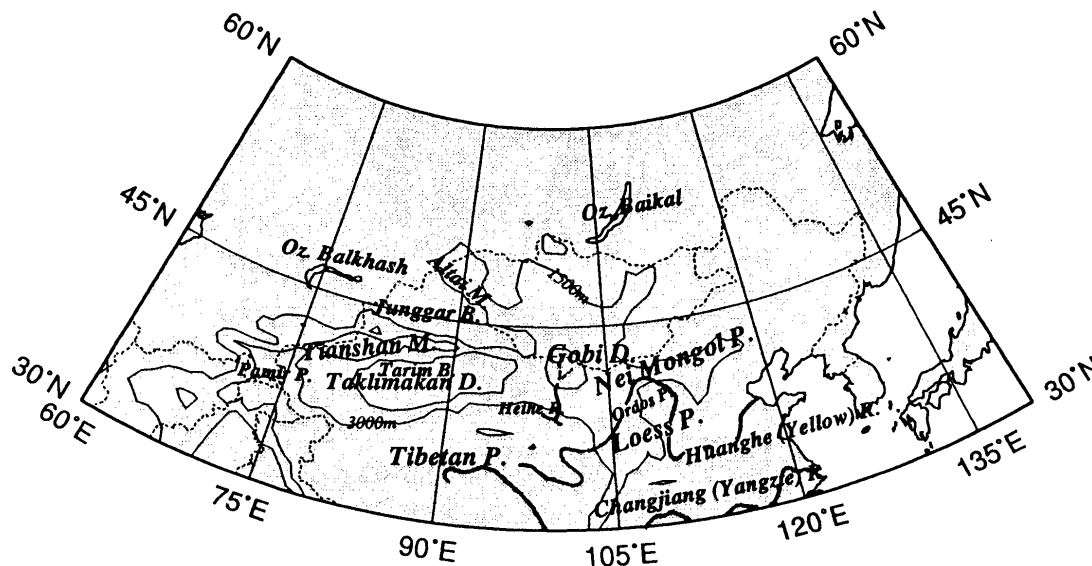 60°N
60°N
45°N
45°N
Oz. Baikal
Oz. Balkhash
Altai M.
1500m
Junggar B.
Tianshan M.
Gobi D.
Nei Mongol P.
Pamir P.
Tarim B.
Taklimakan D.
30°N
30°N
60°E
Heihe R.
Ordos P.
3000m
Loess P.
Huanghe (Yellow) R.
Tibetan P.
135°E
Changjiang (Yangzte) R.
75°E
120°E
90°E
105°E